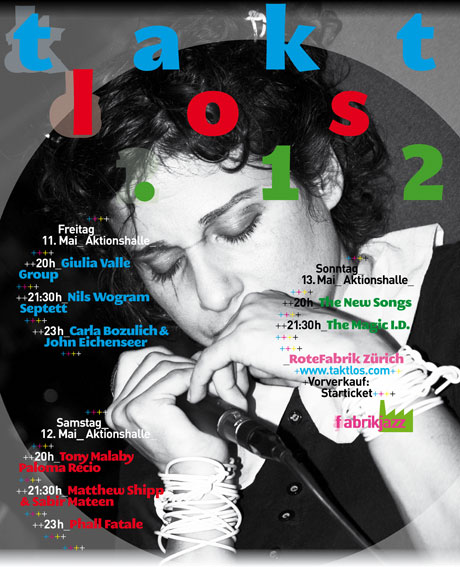 takt
los
.12
Freitag
11. Mai_Aktionshalle
++20h_Giulia Valle
Group
++21:30h_Nils Wogram
Septett
++23h_Carla Bozulich &
John Eichenseer
Samstag_
12. Mai_Aktionshalle
++20h_Tony Malaby
Paloma Recio
++21:30h_Matthew Shipp
& Sabir Mateen
++23h_Phall Fatale
Sonntag
13. Mai_Aktionshalle_
++20h_The New Songs
++21:30h_The Magic I.D.
_RoteFabrik Zürich
+www.taktlos.com+
+Vorverkauf:
Starticket++
fabrikjazz